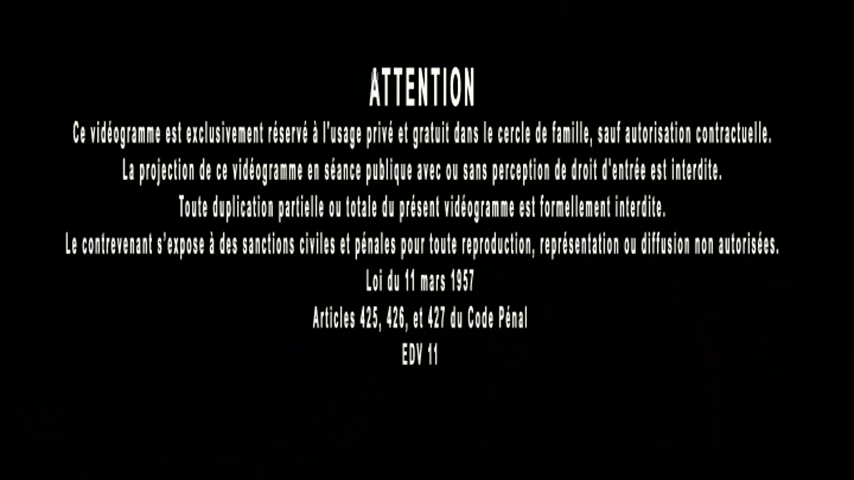 ATTENTION
Ce vidéogramme est exclusivement réservé à l'usage privé et gratuit dans le cercle de famille, sauf autorisation contractuelle.
La projection de ce vidéogramme en séance publique avec ou sans perception de droit d'entrée est interdite.
Toute duplication partielle ou totale du présent vidéogramme est formellement interdite.
Le contrevenant s'expose à des sanctions civiles et pénales pour toute reproduction, représentation ou diffusion non autorisées.
Loi du 11 mars 1957
Articles 425, 426, et 427 du Code Pénal
EDV 11